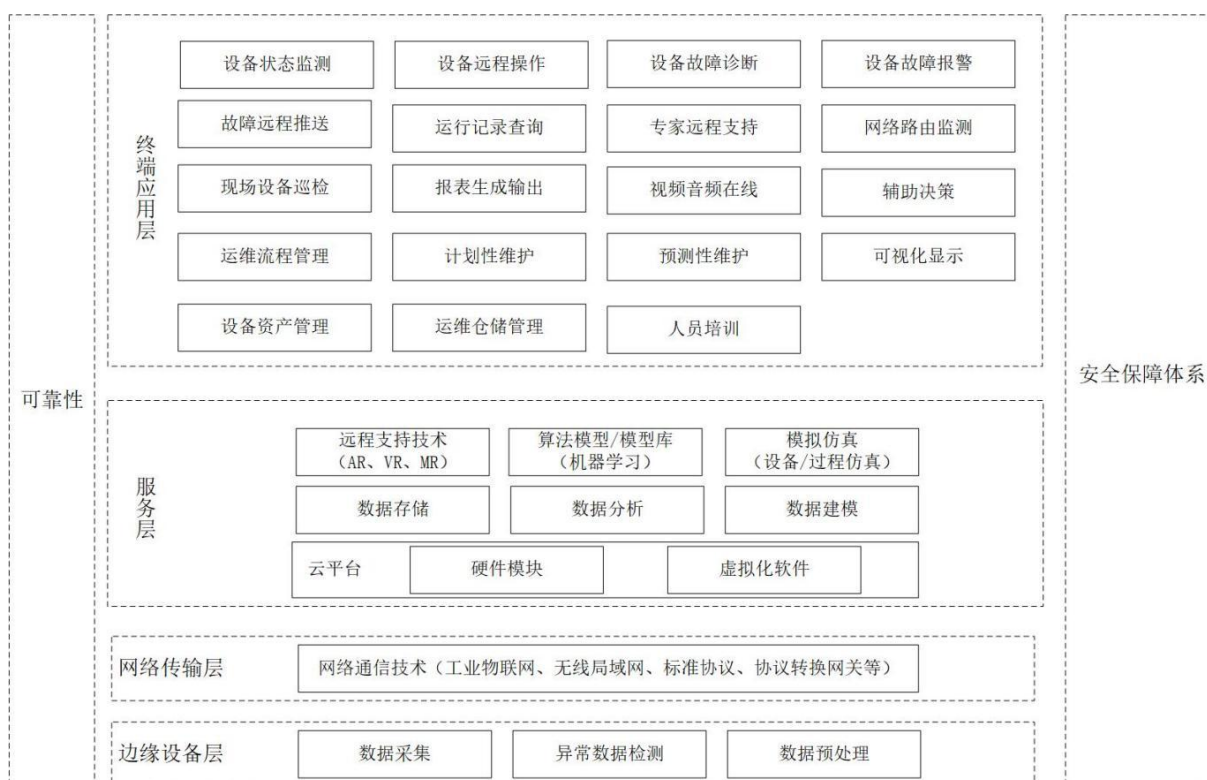 设备状态监测
设备远程操作
设备故障诊断
设备故障报警
故障远程推送
运行记录查询
专家远程支持
网络路由监测
终端应用层
现场设备巡检
报表生成输出
视频音频在线
辅助决策
运维流程管理
计划性维护
预测性维护
可视化显示
设备资产管理
运维仓储管理
人员培训
可靠性
安全保障体系
服务层
远程支持技术
（AR、VR、MR）
算法模型/模型库
（机器学习）
模拟仿真
（设备/过程仿真）
数据存储
数据分析
数据建模
云平台
硬件模块
虚拟化软件
网络传输层
网络通信技术（工业物联网、无线局域网、标准协议、协议转换网关等）
边缘设备层
数据采集
异常数据检测
数据预处理